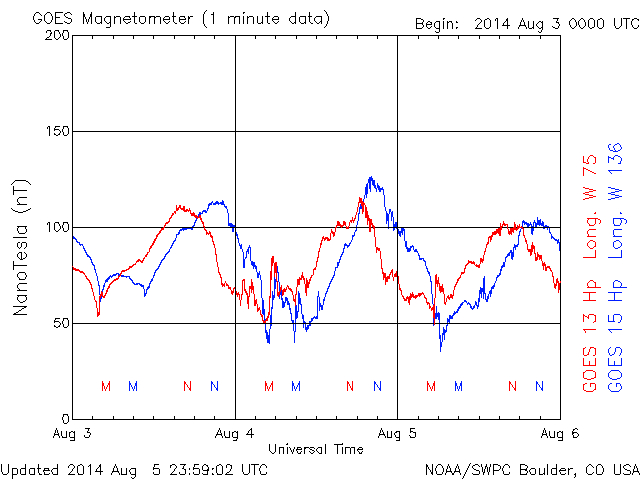 GOES Magnetometer (1 minute data)
Begin: 2014 Aug 3 0000 UTC
200
150
100
50
0
NanoTesla (nT)
M M N N M M N N M M N N
Aug 3 Aug 4 Aug 5 Aug 6
Universal Time
GOES 13 Hp Long. W 75
GOES 15 Hp Long. W 136
Updated 2014 Aug 5 23:59:02 UTC
NOAA/SWPC Boulder, CO USA